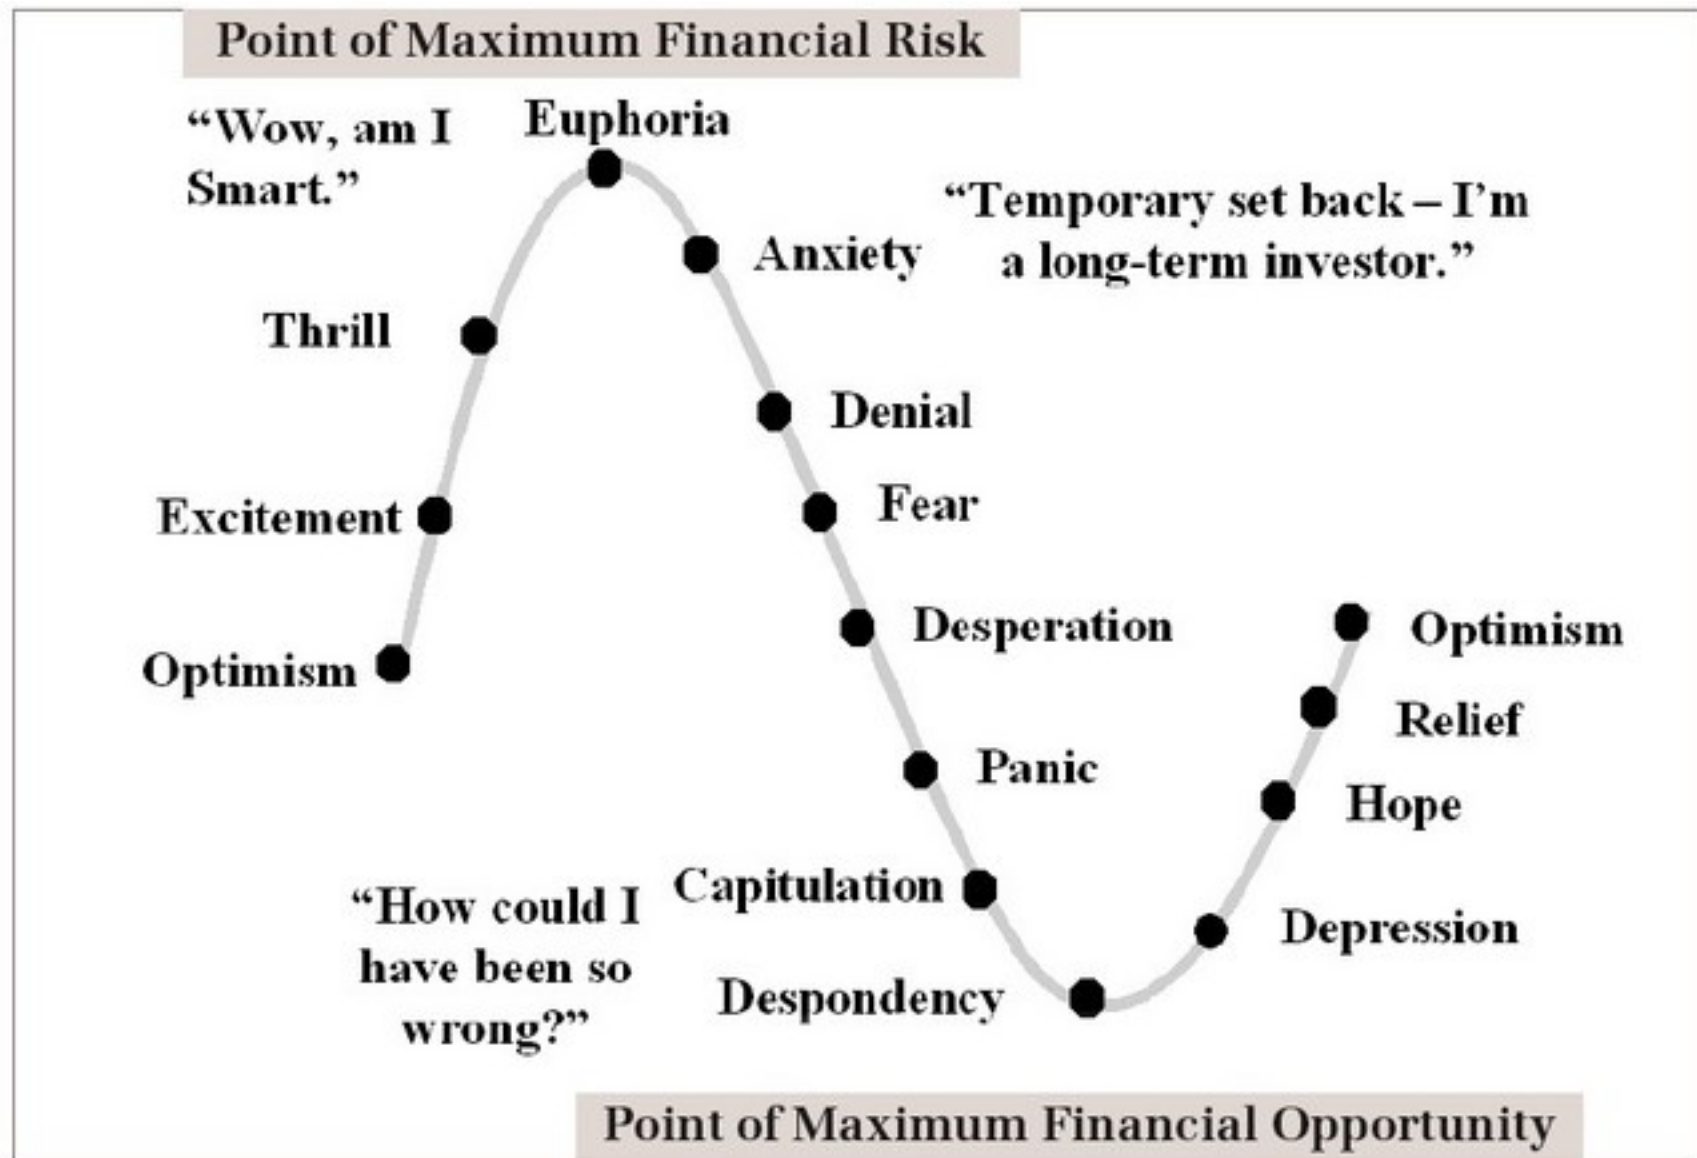 Point of Maximum Financial Risk
“Wow, am I
Smart.”
Euphoria
“Temporary set back – I’m
a long-term investor.”
Anxiety
Thrill
Denial
Excitement
Fear
Desperation
Optimism
Optimism
Relief
Panic
Hope
“How could I
have been so
wrong?”
Capitulation
Depression
Despondency
Point of Maximum Financial Opportunity